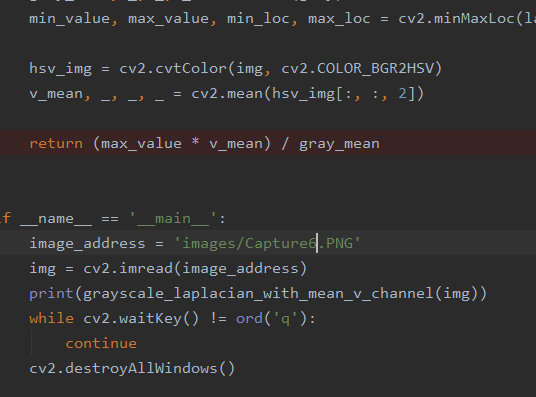 min_value, max_value, min_loc, max_loc = cv2.minMaxLoc(la
hsv_img = cv2.cvtColor(img, cv2.COLOR_BGR2HSV)
v_mean, _, _, _ = cv2.mean(hsv_img[:, :, 2])
return (max_value * v_mean) / gray_mean
f __name__ == '__main__':
image_address = 'images/Capture6.PNG'
img = cv2.imread(image_address)
print(grayscale_laplacian_with_mean_v_channel(img))
while cv2.waitKey() != ord('q'):
continue
cv2.destroyAllWindows()